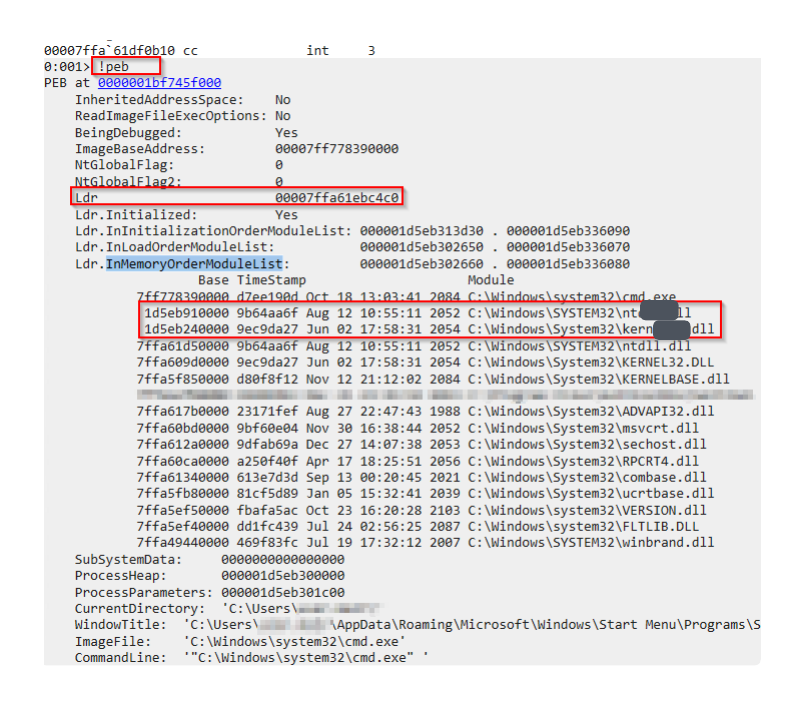 00007ffa`61df0b10 cc              int     3
0:001> !peb
PEB at 0000001bf745f000
    InheritedAddressSpace:    No
    ReadImageFileExecOptions: No
    BeingDebugged:            Yes
    ImageBaseAddress:         00007ff778390000
    NtGlobalFlag:             0
    NtGlobalFlag2:            0
    Ldr                       00007ffa61ebc4c0
    Ldr.Initialized:          Yes
    Ldr.InInitializationOrderModuleList: 000001d5eb313d30 . 000001d5eb336090
    Ldr.InLoadOrderModuleList:           000001d5eb302650 . 000001d5eb336070
    Ldr.InMemoryOrderModuleList:         000001d5eb302660 . 000001d5eb336080
                    Base TimeStamp                     Module
            7ff778390000 d7ee190d Oct 18 13:03:41 2084 C:\Windows\system32\cmd.exe
             1d5eb910000 9b64aa6f Aug 12 10:55:11 2052 C:\Windows\SYSTEM32\nt ll
             1d5eb240000 9ec9da27 Jun 02 17:58:31 2054 C:\Windows\System32\kern dll
            7ffa61d50000 9b64aa6f Aug 12 10:55:11 2052 C:\Windows\SYSTEM32\ntdll.dll
            7ffa609d0000 9ec9da27 Jun 02 17:58:31 2054 C:\Windows\System32\KERNEL32.DLL
            7ffa5f850000 d80f8f12 Nov 12 21:12:02 2084 C:\Windows\System32\KERNELBASE.dll
            7ffa617b0000 23171fef Aug 27 22:47:43 1988 C:\Windows\System32\ADVAPI32.dll
            7ffa60bd0000 9bf60e04 Nov 30 16:38:44 2052 C:\Windows\System32\msvcrt.dll
            7ffa612a0000 9dfab69a Dec 27 14:07:38 2053 C:\Windows\System32\sechost.dll
            7ffa60ca0000 a250f40f Apr 17 18:25:51 2056 C:\Windows\System32\RPCRT4.dll
            7ffa61340000 613e7d3d Sep 13 00:20:45 2021 C:\Windows\System32\combase.dll
            7ffa5fb80000 81cf5d89 Jan 05 15:32:41 2039 C:\Windows\System32\ucrtbase.dll
            7ffa5ef50000 fbafa5ac Oct 23 16:20:28 2103 C:\Windows\SYSTEM32\VERSION.dll
            7ffa5ef40000 dd1fc439 Jul 24 02:56:25 2087 C:\Windows\System32\FLTLIB.DLL
            7ffa49440000 469f83fc Jul 19 17:32:12 2007 C:\Windows\SYSTEM32\winbrand.dll
    SubSystemData:     0000000000000000
    ProcessHeap:       000001d5eb300000
    ProcessParameters: 000001d5eb301c00
    CurrentDirectory:  'C:\Users\
    WindowTitle:  'C:\Users\ \AppData\Roaming\Microsoft\Windows\Start Menu\Programs\S
    ImageFile:    'C:\Windows\system32\cmd.exe'
    CommandLine:  '"C:\Windows\system32\cmd.exe" '